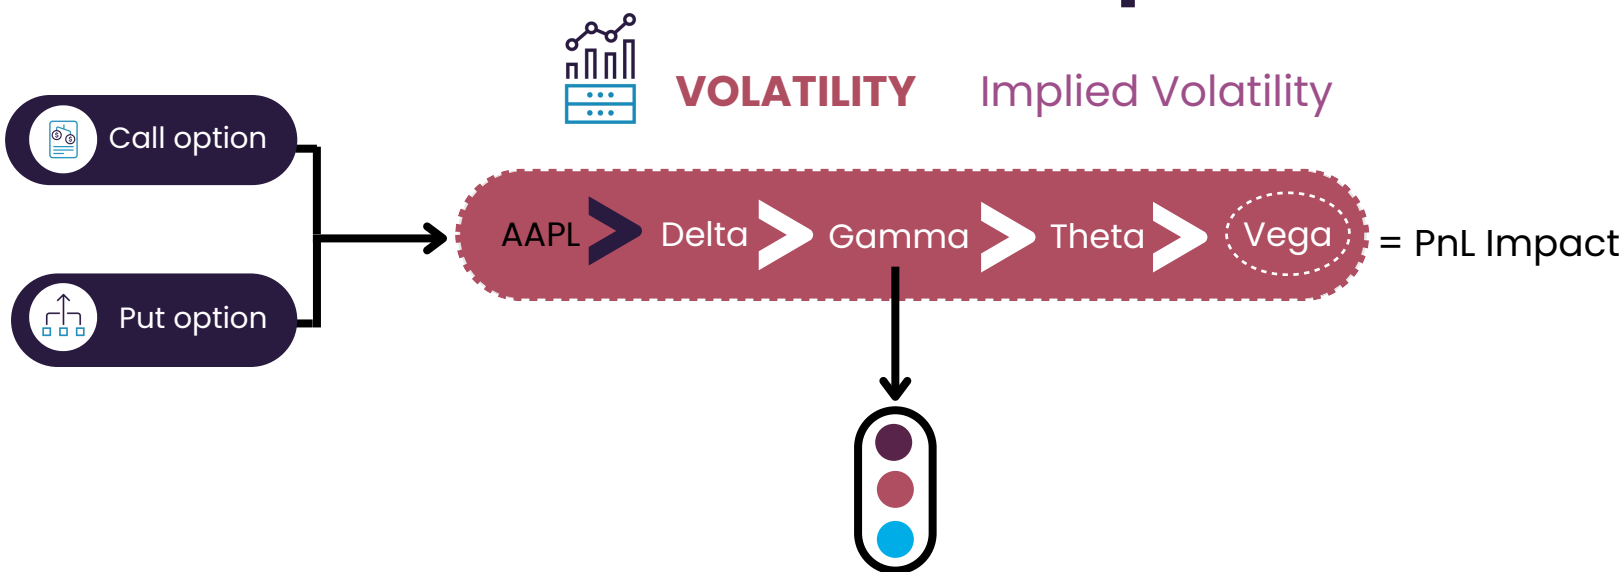 VOLATILITY
Implied Volatility
Call option
Put option
AAPL Delta Gamma Theta Vega = PnL Impact